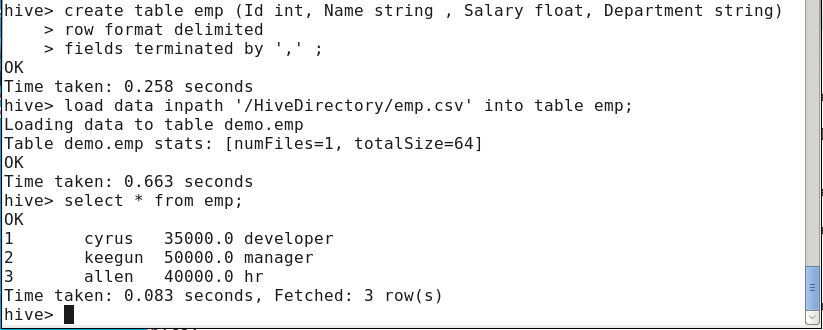 hive> create table emp (Id int, Name string , Salary float, Department string)
    > row format delimited
    > fields terminated by ',' ;
OK
Time taken: 0.258 seconds
hive> load data inpath '/HiveDirectory/emp.csv' into table emp;
Loading data to table demo.emp
Table demo.emp stats: [numFiles=1, totalSize=64]
OK
Time taken: 0.663 seconds
hive> select * from emp;
OK
1       cyrus   35000.0 developer
2       keegun  50000.0 manager
3       allen   40000.0 hr
Time taken: 0.083 seconds, Fetched: 3 row(s)
hive>